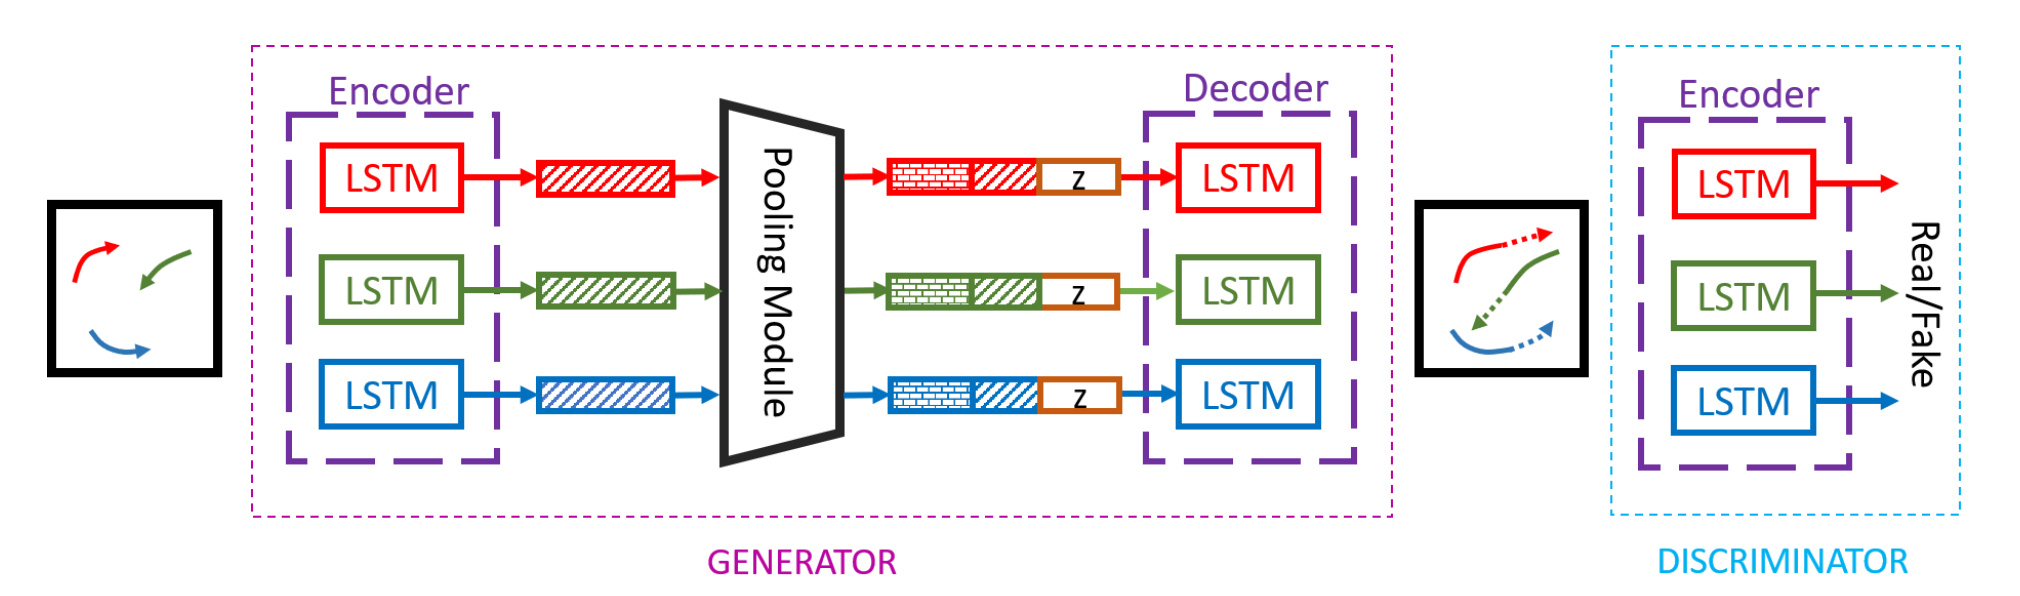 Encoder
LSTM
LSTM
LSTM
Pooling Module
z
z
z
Decoder
LSTM
LSTM
LSTM
GENERATOR
Encoder
LSTM
LSTM
LSTM
Real/Fake
DISCRIMINATOR